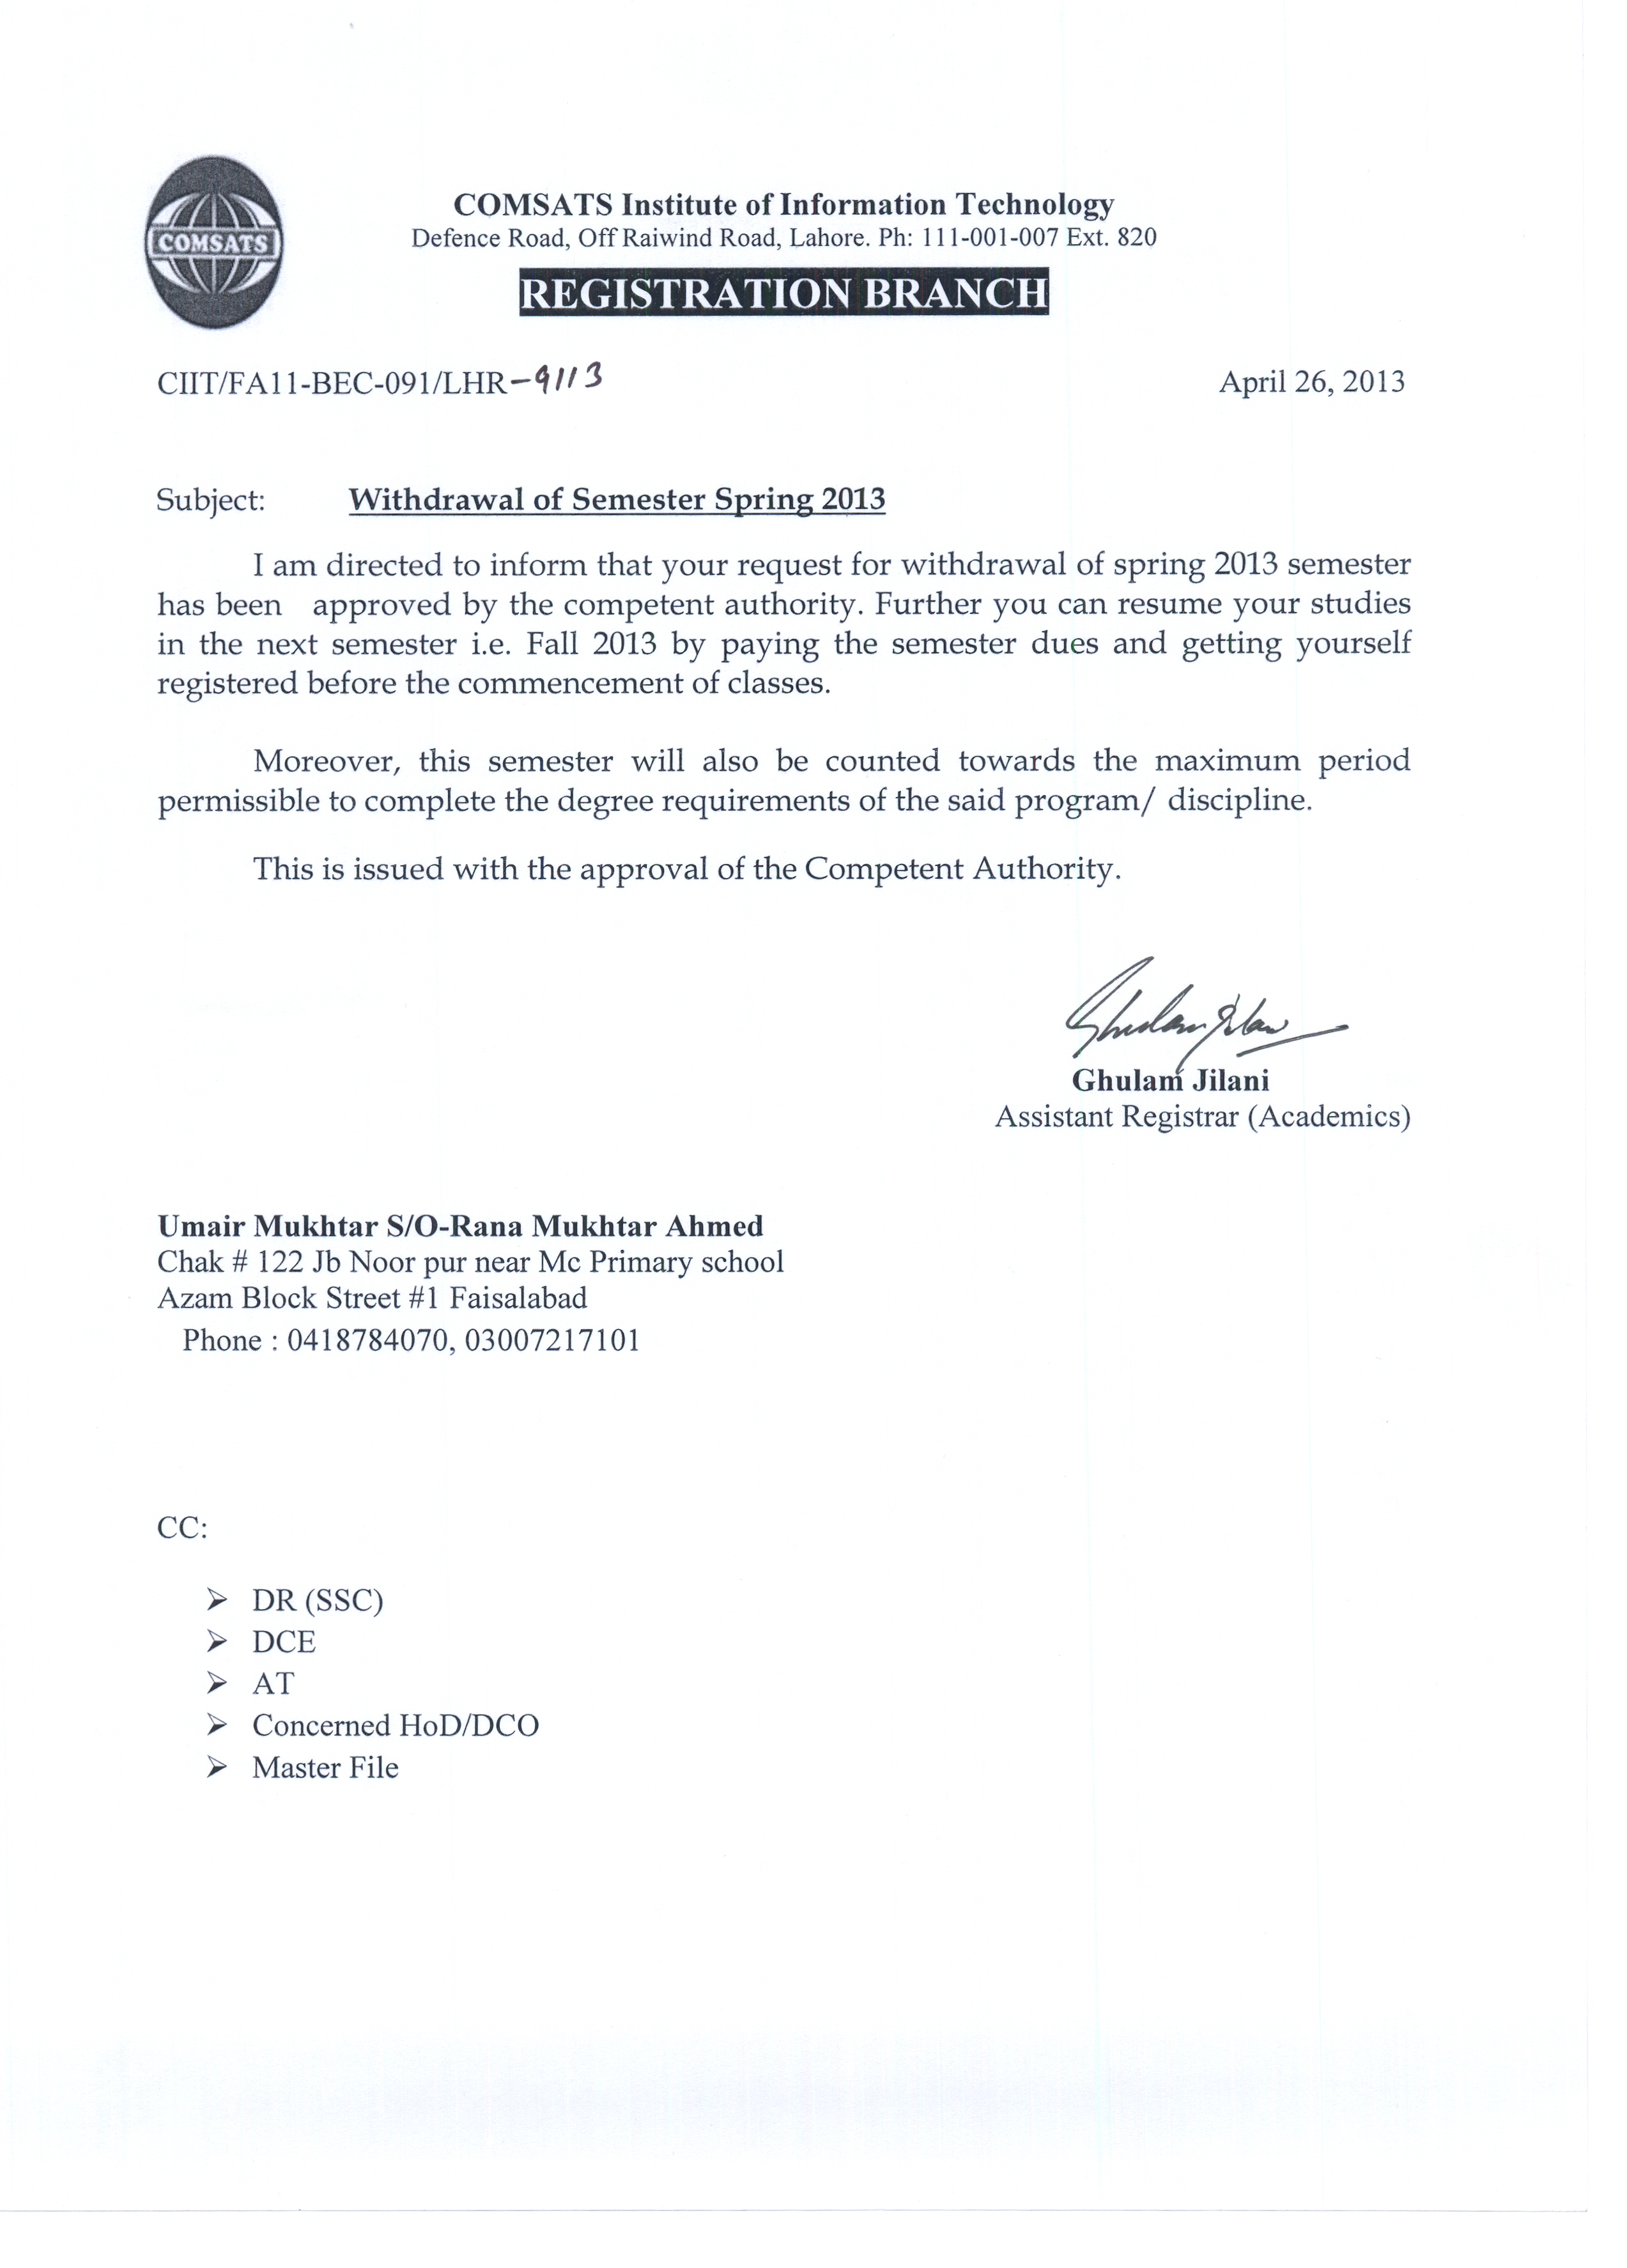 COMSATS
COMSATS Institute of Information Technology
Defence Road, Off Raiwind Road, Lahore. Ph: 111-001-007 Ext. 820
REGISTRATION BRANCH
CIIT/FA11-BEC-091/LHR-9113
April 26, 2013
Subject: Withdrawal of Semester Spring 2013
I am directed to inform that your request for withdrawal of spring 2013 semester
has been approved by the competent authority. Further you can resume your studies
in the next semester i.e. Fall 2013 by paying the semester dues and getting yourself
registered before the commencement of classes.
Moreover, this semester will also be counted towards the maximum period
permissible to complete the degree requirements of the said program/ discipline.
This is issued with the approval of the Competent Authority.
Ghulam Jilani
Assistant Registrar (Academics)
Umair Mukhtar S/O-Rana Mukhtar Ahmed
Chak # 122 Jb Noor pur near Mc Primary school
Azam Block Street #1 Faisalabad
Phone : 0418784070, 03007217101
CC:
➢ DR (SSC)
➢ DCE
➢ AT
➢ Concerned HoD/DCO
➢ Master File